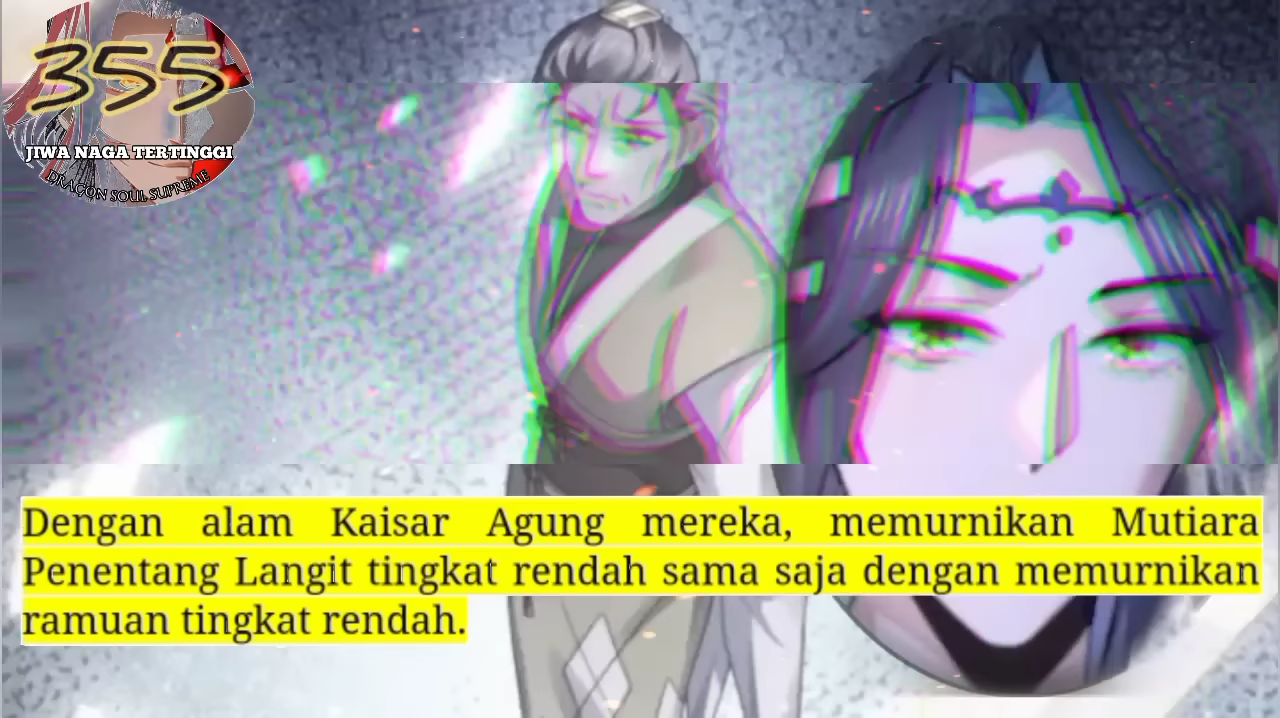 355
JIWA NAGA TERTINGGI
DRAGON SOUL SUPREME
Dengan alam Kaisar Agung mereka, memurnikan Mutiara
Penentang Langit tingkat rendah sama saja dengan memurnikan
ramuan tingkat rendah.